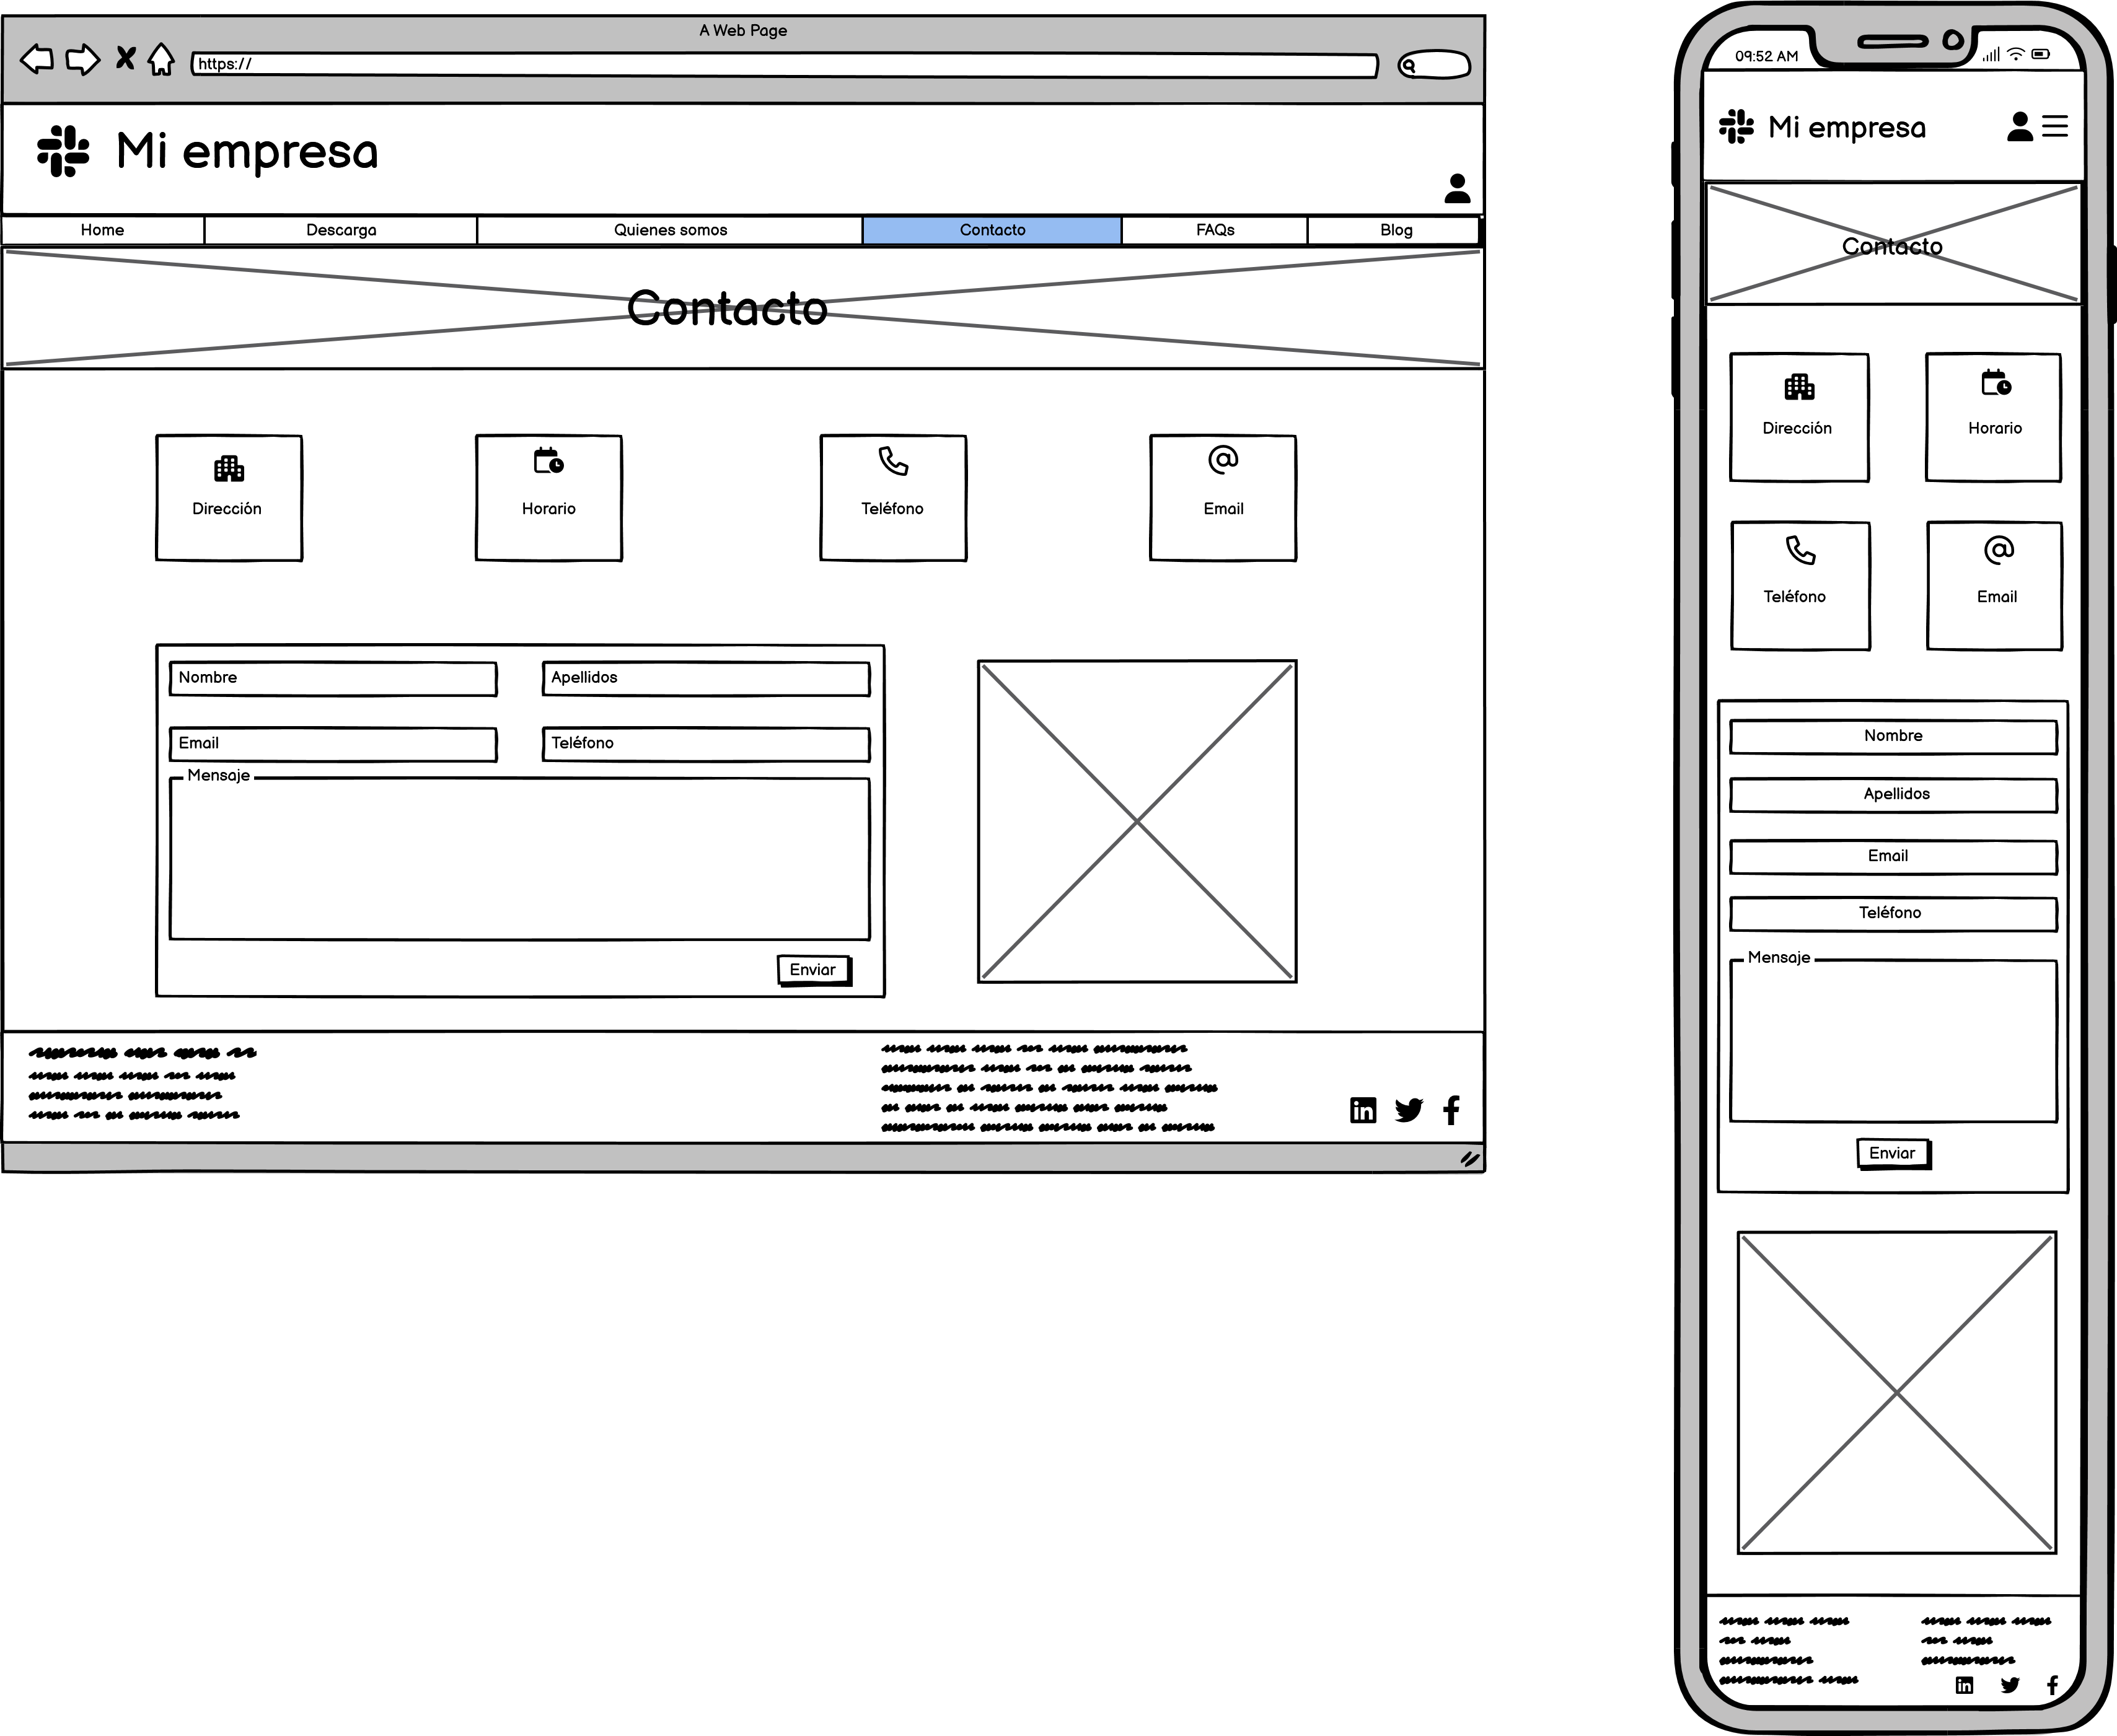 A Web Page
https://
Mi empresa
Home Descarga Quienes somos Contacto FAQs Blog
Contacto
Dirección Horario Teléfono Email
Nombre Apellidos
Email Teléfono
Mensaje
Enviar
09:52 AM
Mi empresa
Contacto
Dirección Horario
Teléfono Email
Nombre
Apellidos
Email
Teléfono
Mensaje
Enviar